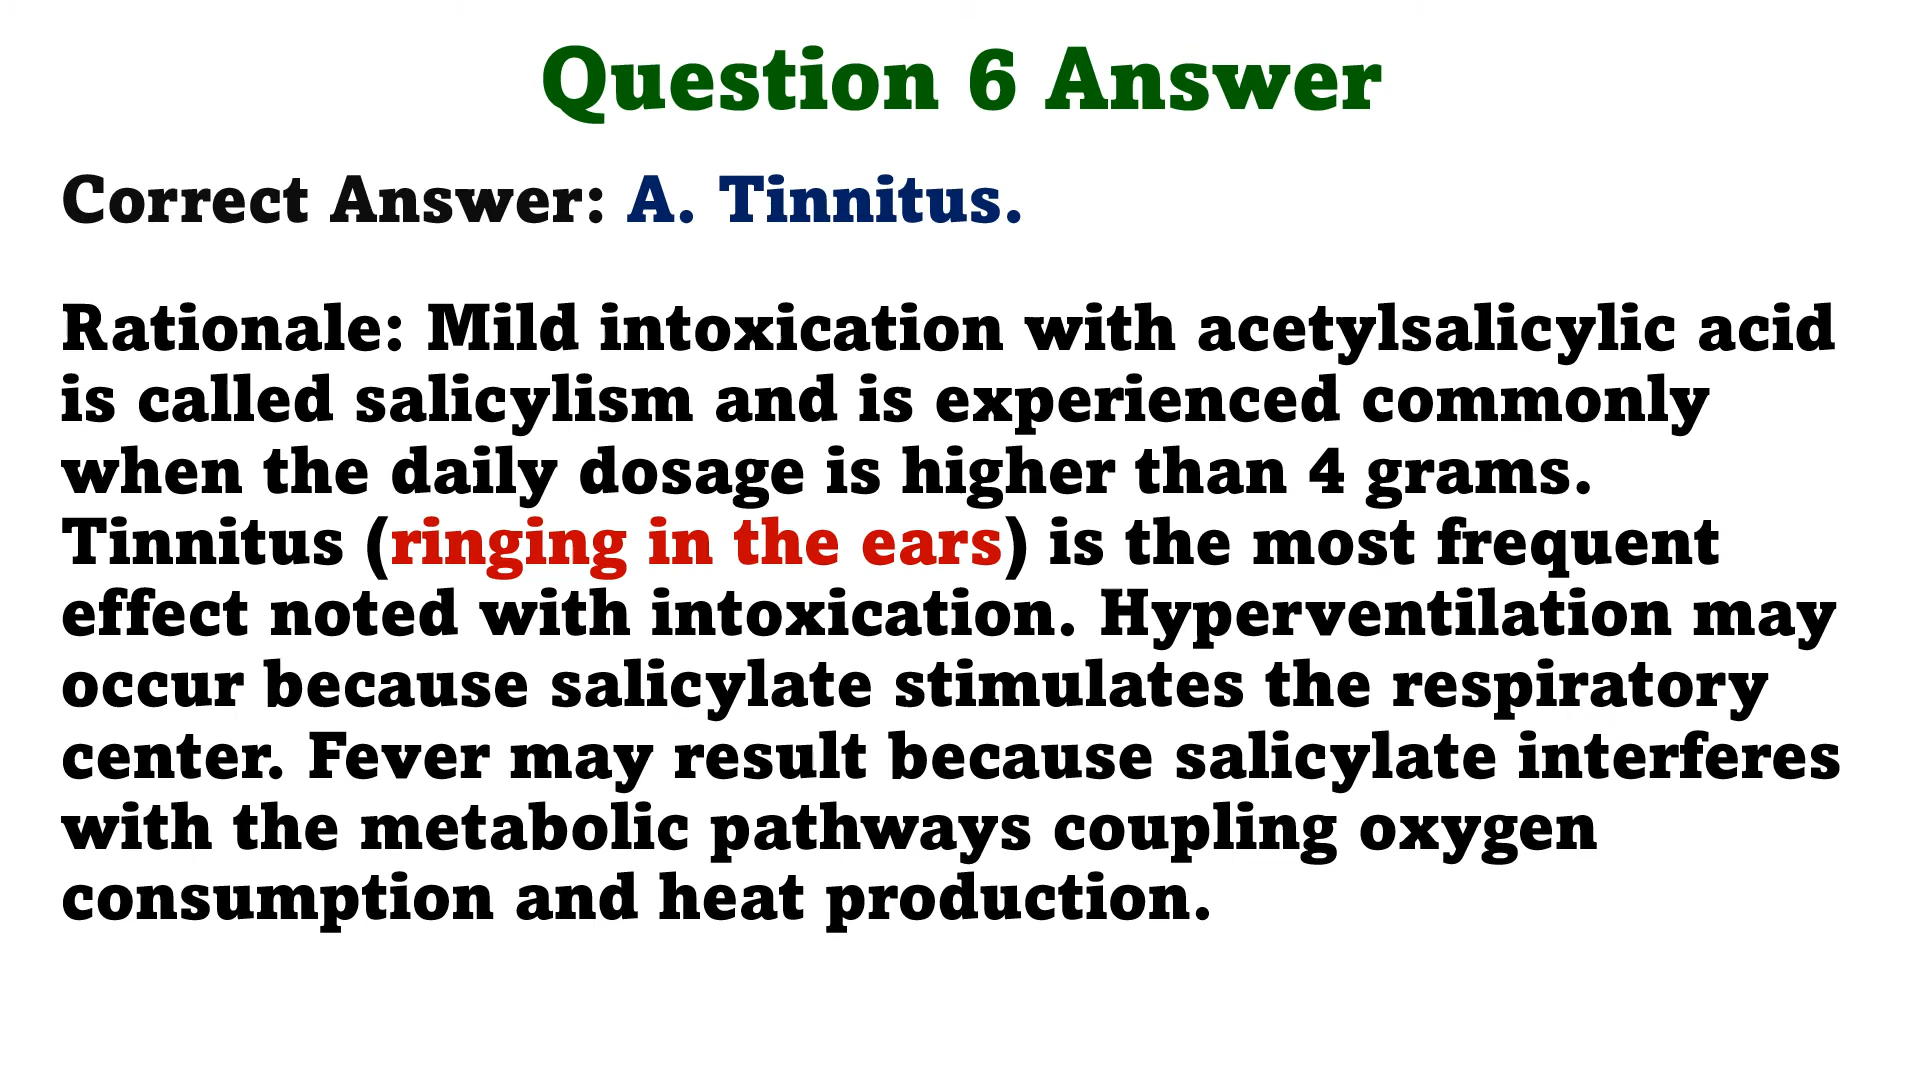 Question 6 Answer
Correct Answer: A. Tinnitus.
Rationale: Mild intoxication with acetylsalicylic acid
is called salicylism and is experienced commonly
when the daily dosage is higher than 4 grams.
Tinnitus (ringing in the ears) is the most frequent
effect noted with intoxication. Hyperventilation may
occur because salicylate stimulates the respiratory
center. Fever may result because salicylate interferes
with the metabolic pathways coupling oxygen
consumption and heat production.